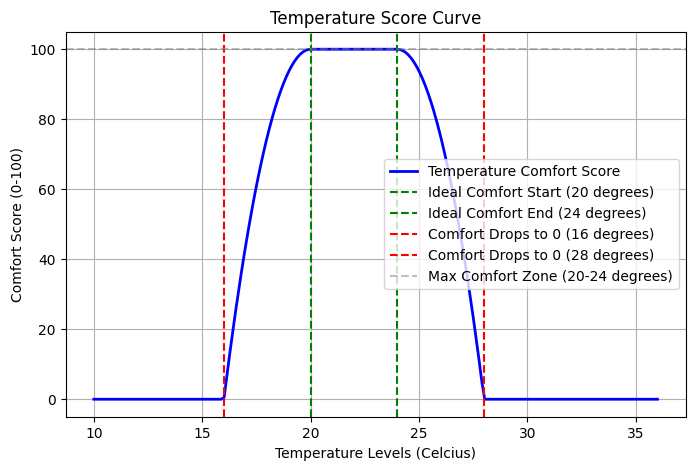 Temperature Score Curve
100
80
60
40
20
0
Comfort Score (0-100)
Temperature Comfort Score
Ideal Comfort Start (20 degrees)
Ideal Comfort End (24 degrees)
Comfort Drops to 0 (16 degrees)
Comfort Drops to 0 (28 degrees)
Max Comfort Zone (20-24 degrees)
10 15 20 25 30 35
Temperature Levels (Celcius)